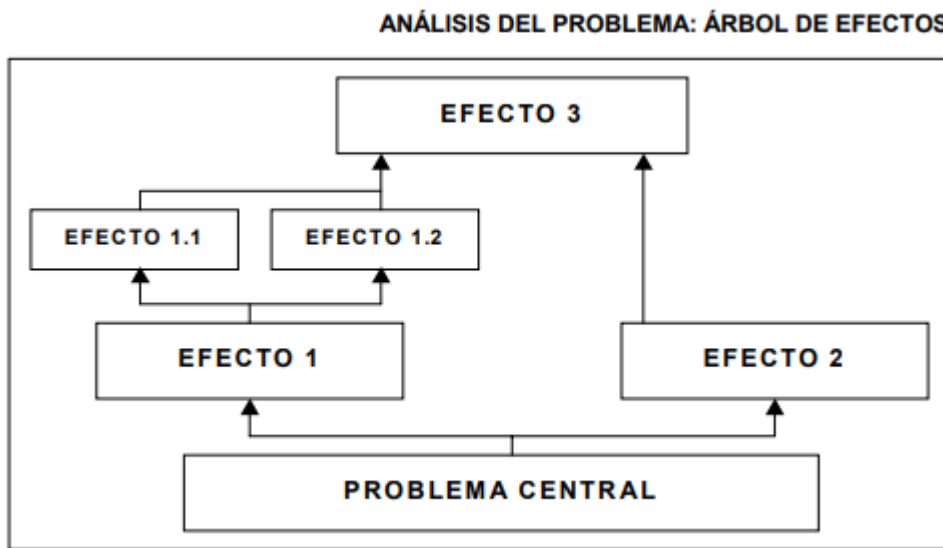 ANÁLISIS DEL PROBLEMA: ÁRBOL DE EFECTOS
EFECTO 3
EFECTO 1.1
EFECTO 1.2
EFECTO 1
EFECTO 2
PROBLEMA CENTRAL